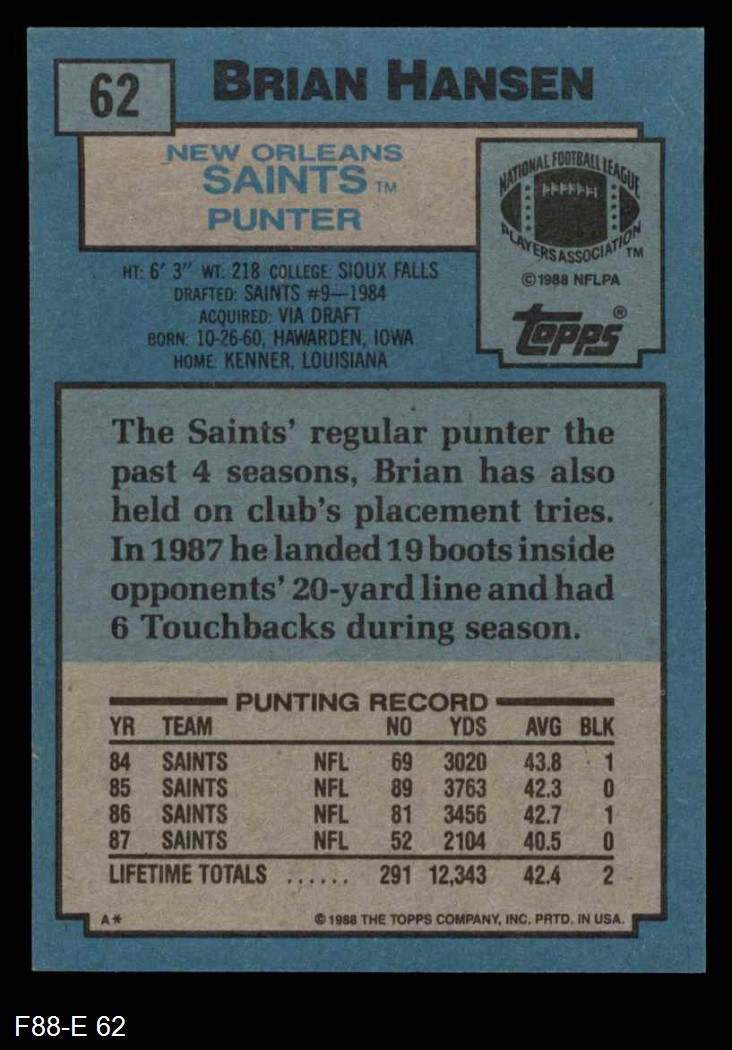 62
BRIAN HANSEN
NEW ORLEANS
SAINTS TM
PUNTER
NATIONAL FOOTBALL LEAGUE
PLAYERS ASSOCIATION TM
©1988 NFLPA
Topps®
HT: 6' 3" WT: 218 COLLEGE: SIOUX FALLS
DRAFTED: SAINTS #9—1984
ACQUIRED: VIA DRAFT
BORN: 10-26-60, HAWARDEN, IOWA
HOME: KENNER, LOUISIANA
The Saints' regular punter the
past 4 seasons, Brian has also
held on club's placement tries.
In 1987 he landed 19 boots inside
opponents' 20-yard line and had
6 Touchbacks during season.
PUNTING RECORD
YR TEAM NO YDS AVG BLK
84 SAINTS NFL 69 3020 43.8 1
85 SAINTS NFL 89 3763 42.3 0
86 SAINTS NFL 81 3456 42.7 1
87 SAINTS NFL 52 2104 40.5 0
LIFETIME TOTALS ...... 291 12,343 42.4 2
A* ©1988 THE TOPPS COMPANY, INC. PRTD. IN USA.
F88-E 62